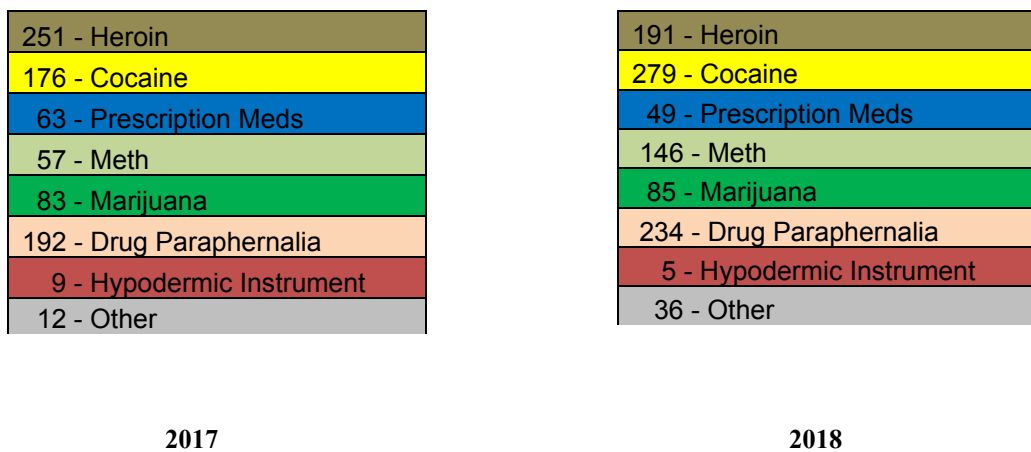 251 - Heroin
176 - Cocaine
63 - Prescription Meds
57 - Meth
83 - Marijuana
192 - Drug Paraphernalia
9 - Hypodermic Instrument
12 - Other
2017
191 - Heroin
279 - Cocaine
49 - Prescription Meds
146 - Meth
85 - Marijuana
234 - Drug Paraphernalia
5 - Hypodermic Instrument
36 - Other
2018